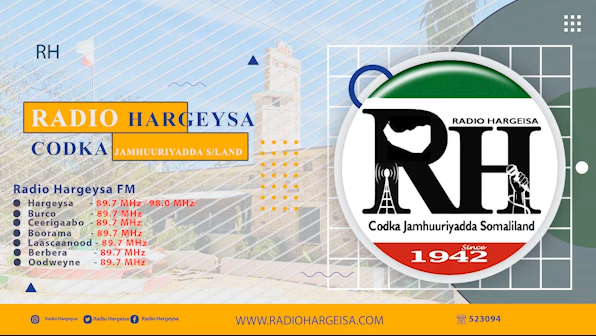 RH
RADIO HARGEYSA
CODKA JAMHUURIYADDA S/LAND
Radio Hargeysa FM
Hargeysa - 89.7 MHz / 98.0 MHz
Burco - 89.7 MHz
Ceerigaabo - 89.7 MHz
Boorama - 89.7 MHz
Laascaanood - 89.7 MHz
Berbera - 89.7 MHz
Oodweyne - 89.7 MHz
RH
RADIO HARGEISA
Codka Jamhuuriyadda Somaliland
Since
1942
Radio Hargeysa Radio Hargeisa Radio Hargeysa
WWW.RADIOHARGEISA.COM
523094